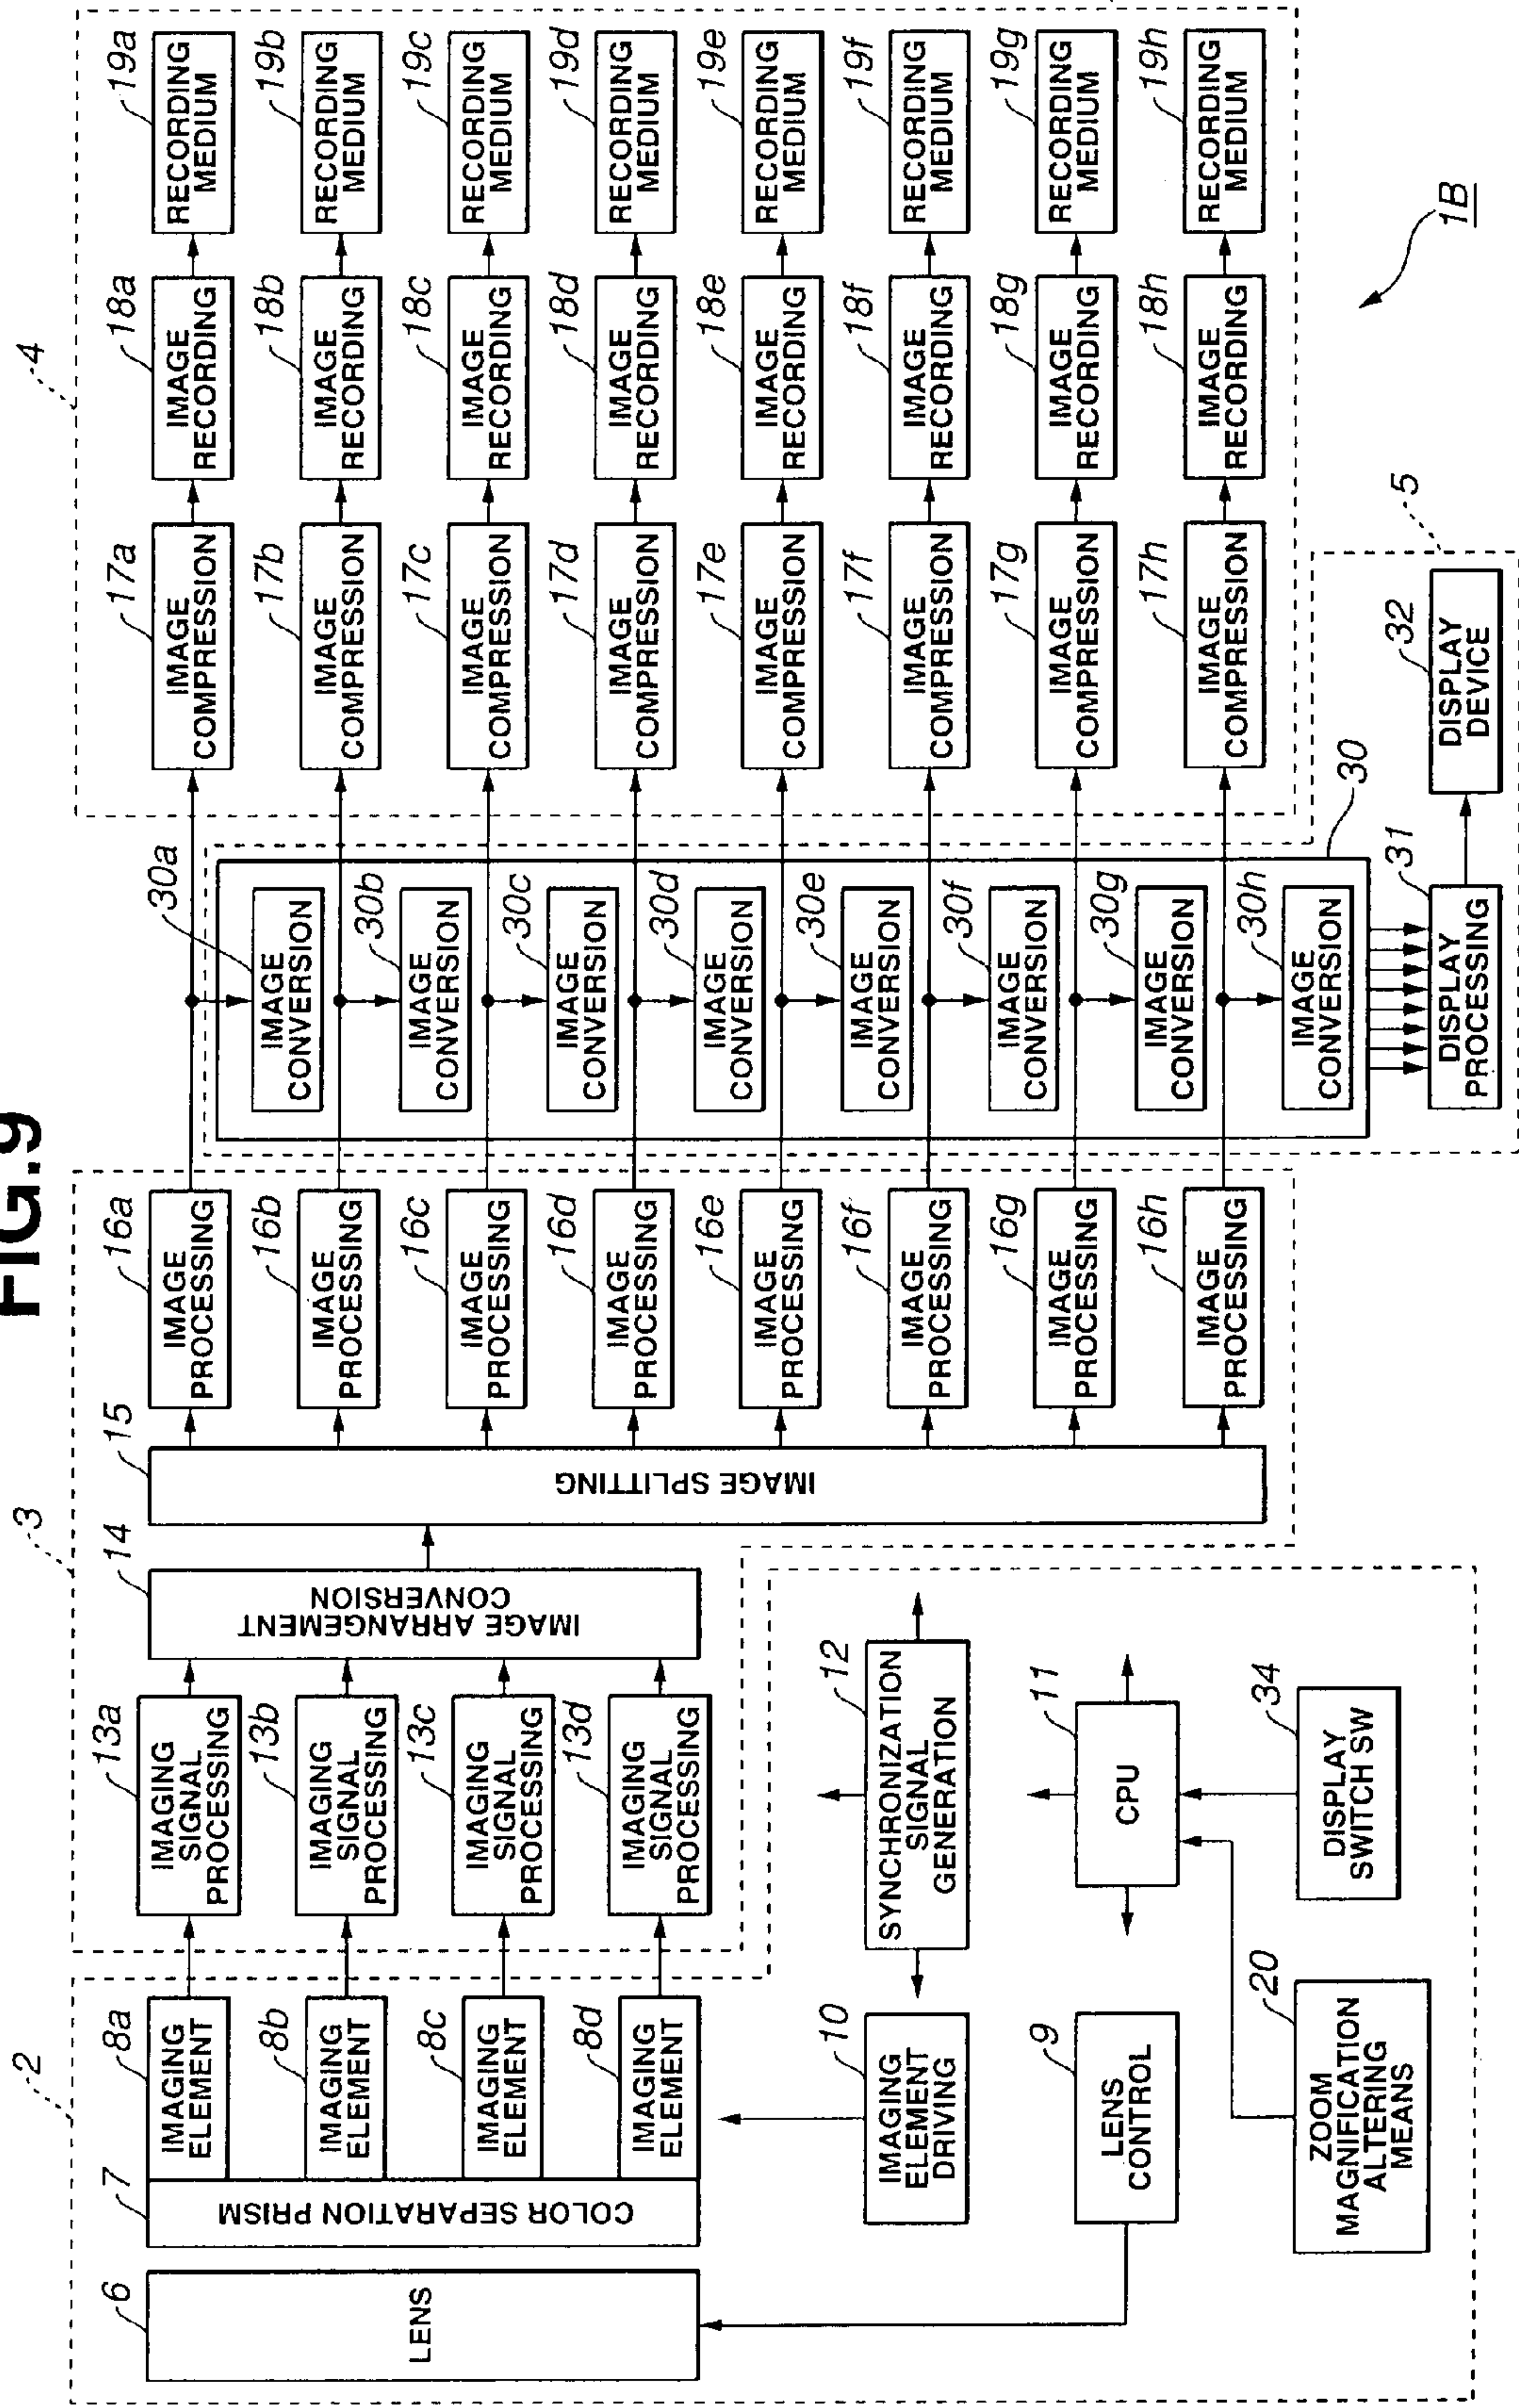 FIG.9
2
3
4
6
LENS
7
COLOR SEPARATION PRISM
8a
IMAGING
ELEMENT
8b
IMAGING
ELEMENT
8c
IMAGING
ELEMENT
8d
IMAGING
ELEMENT
13a
IMAGING
SIGNAL
PROCESSING
13b
IMAGING
SIGNAL
PROCESSING
13c
IMAGING
SIGNAL
PROCESSING
13d
IMAGING
SIGNAL
PROCESSING
14
IMAGE ARRANGEMENT
CONVERSION
15
IMAGE SPLITTING
16a
IMAGE
PROCESSING
16b
IMAGE
PROCESSING
16c
IMAGE
PROCESSING
16d
IMAGE
PROCESSING
16e
IMAGE
PROCESSING
16f
IMAGE
PROCESSING
16g
IMAGE
PROCESSING
16h
IMAGE
PROCESSING
30a
IMAGE
CONVERSION
30b
IMAGE
CONVERSION
30c
IMAGE
CONVERSION
30d
IMAGE
CONVERSION
30e
IMAGE
CONVERSION
30f
IMAGE
CONVERSION
30g
IMAGE
CONVERSION
30h
IMAGE
CONVERSION
30
17a
IMAGE
COMPRESSION
17b
IMAGE
COMPRESSION
17c
IMAGE
COMPRESSION
17d
IMAGE
COMPRESSION
17e
IMAGE
COMPRESSION
17f
IMAGE
COMPRESSION
17g
IMAGE
COMPRESSION
17h
IMAGE
COMPRESSION
18a
IMAGE
RECORDING
18b
IMAGE
RECORDING
18c
IMAGE
RECORDING
18d
IMAGE
RECORDING
18e
IMAGE
RECORDING
18f
IMAGE
RECORDING
18g
IMAGE
RECORDING
18h
IMAGE
RECORDING
19a
RECORDING
MEDIUM
19b
RECORDING
MEDIUM
19c
RECORDING
MEDIUM
19d
RECORDING
MEDIUM
19e
RECORDING
MEDIUM
19f
RECORDING
MEDIUM
19g
RECORDING
MEDIUM
19h
RECORDING
MEDIUM
10
IMAGING
ELEMENT
DRIVING
12
SYNCHRONIZATION
SIGNAL
GENERATION
9
LENS
CONTROL
11
CPU
20
ZOOM
MAGNIFICATION
ALTERING
MEANS
34
DISPLAY
SWITCH SW
31
DISPLAY
PROCESSING
32
DISPLAY
DEVICE
5
1B